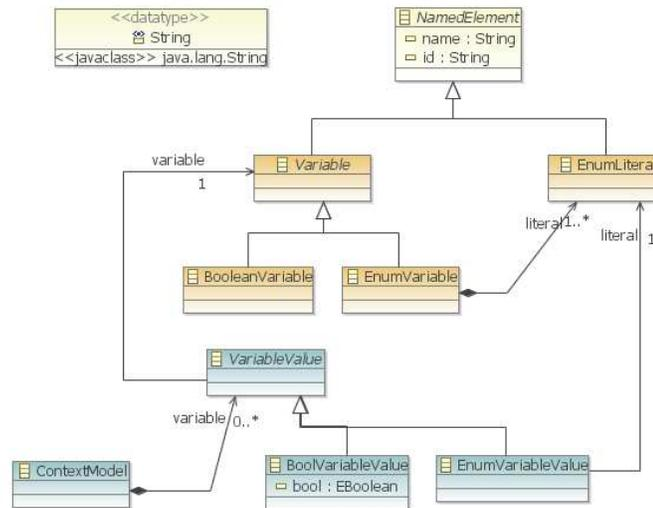 <<datatype>>
String
<<javaclass>> java.lang.String
NamedElement
name : String
id : String
variable
1
Variable
EnumLitera
literal
1..*
literal
1
BooleanVariable
EnumVariable
VariableValue
variable
0..*
ContextModel
BoolVariableValue
bool : EBoolean
EnumVariableValue